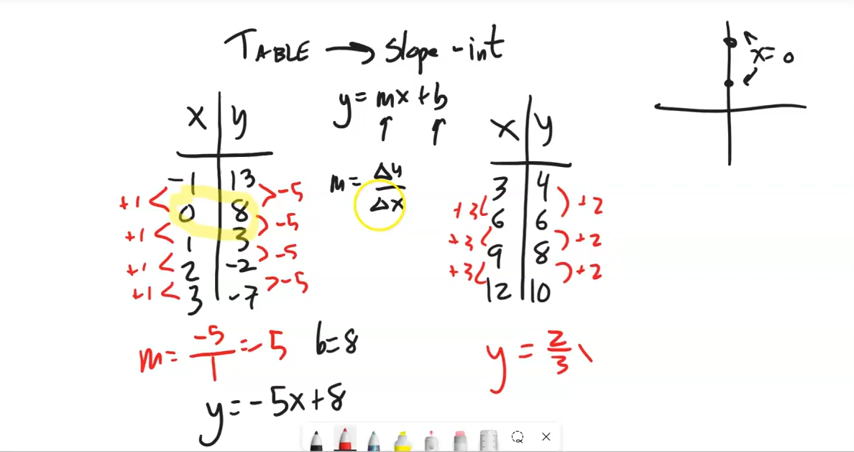 TABLE → Slope-int
x=0
y=mx+b
x | y
-1 | 13
0 | 8
1 | 3
2 | -2
3 | -7
+1
+1
+1
+1
-5
-5
-5
-5
m = Δy/Δx
x | y
3 | 4
6 | 6
9 | 8
12 | 10
+3
+3
+3
+2
+2
+2
m = -5/1 = -5
b=8
y = 2/3
y=-5x+8